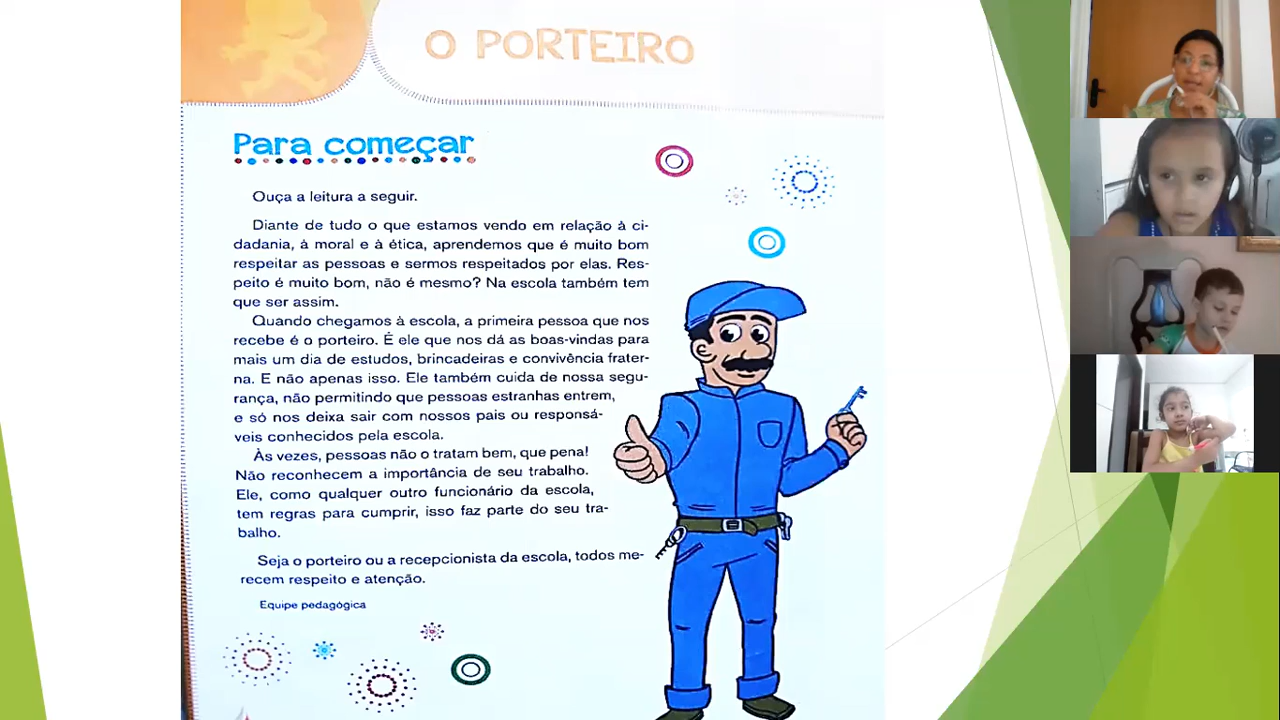 O PORTEIRO
Para começar
Ouça a leitura a seguir.
Diante de tudo o que estamos vendo em relação à ci-
dadania, à moral e à ética, aprendemos que é muito bom
respeitar as pessoas e sermos respeitados por elas. Res-
peito é muito bom, não é mesmo? Na escola também tem
que ser assim.
Quando chegamos à escola, a primeira pessoa que nos
recebe é o porteiro. É ele que nos dá as boas-vindas para
mais um dia de estudos, brincadeiras e convivência frater-
na. E não apenas isso. Ele também cuida de nossa segu-
rança, não permitindo que pessoas estranhas entrem,
e só nos deixa sair com nossos pais ou responsá-
veis conhecidos pela escola.
Às vezes, pessoas não o tratam bem, que pena!
Não reconhecem a importância de seu trabalho.
Ele, como qualquer outro funcionário da escola,
tem regras para cumprir, isso faz parte do seu tra-
balho.
Seja o porteiro ou a recepcionista da escola, todos me-
recem respeito e atenção.
Equipe pedagógica